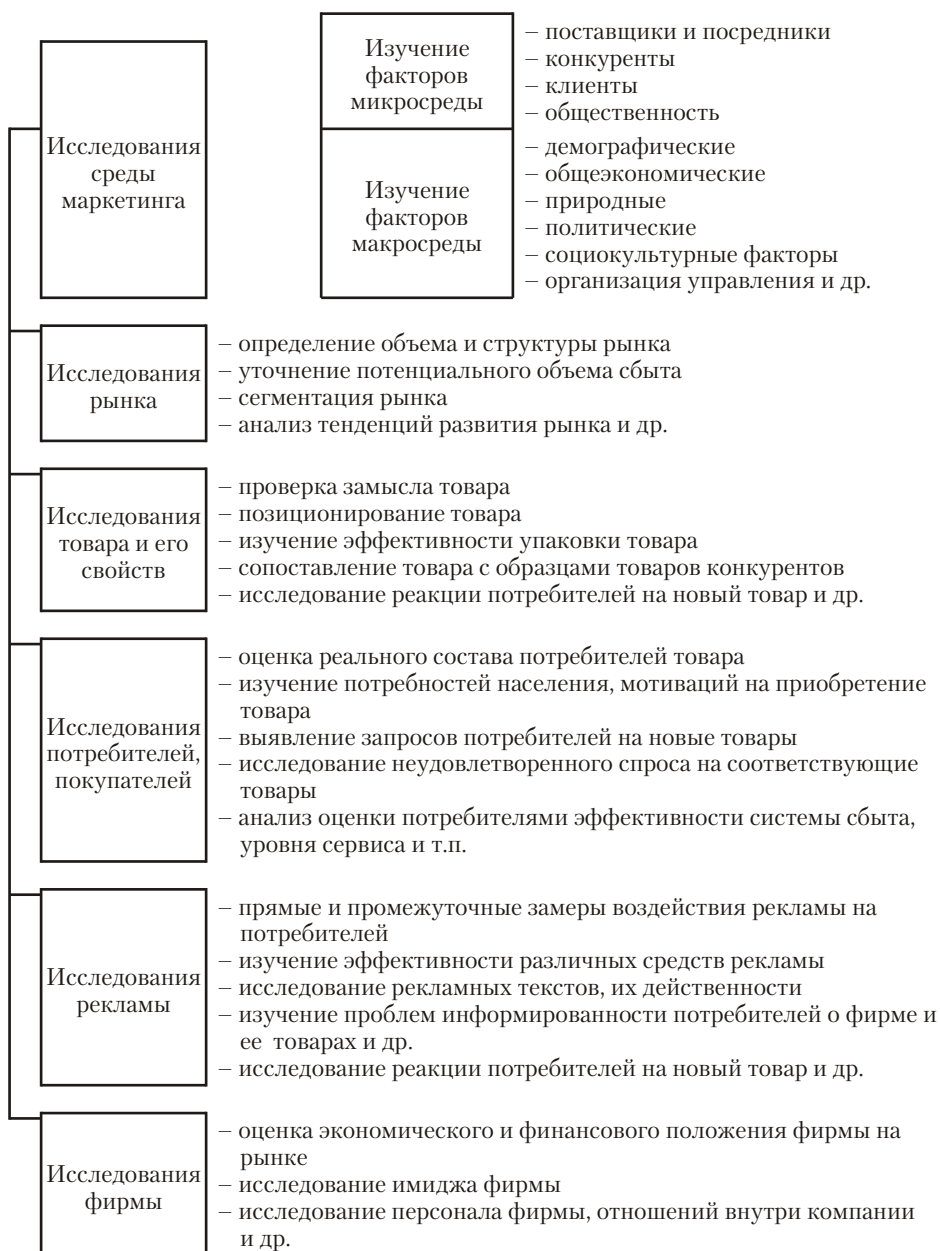 Исследования
среды
маркетинга
Изучение
факторов
микросреды
– поставщики и посредники
– конкуренты
– клиенты
– общественность
Изучение
факторов
макросреды
– демографические
– общеэкономические
– природные
– политические
– социокультурные факторы
– организация управления и др.
Исследования
рынка
– определение объема и структуры рынка
– уточнение потенциального объема сбыта
– сегментация рынка
– анализ тенденций развития рынка и др.
Исследования
товара и его
свойств
– проверка замысла товара
– позиционирование товара
– изучение эффективности упаковки товара
– сопоставление товара с образцами товаров конкурентов
– исследование реакции потребителей на новый товар и др.
Исследования
потребителей,
покупателей
– оценка реального состава потребителей товара
– изучение потребностей населения, мотиваций на приобретение
товара
– выявление запросов потребителей на новые товары
– исследование неудовлетворенного спроса на соответствующие
товары
– анализ оценки потребителями эффективности системы сбыта,
уровня сервиса и т.п.
Исследования
рекламы
– прямые и промежуточные замеры воздействия рекламы на
потребителей
– изучение эффективности различных средств рекламы
– исследование рекламных текстов, их действенности
– изучение проблем информированности потребителей о фирме и
ее товарах и др.
– исследование реакции потребителей на новый товар и др.
Исследования
фирмы
– оценка экономического и финансового положения фирмы на
рынке
– исследование имиджа фирмы
– исследование персонала фирмы, отношений внутри компании
и др.